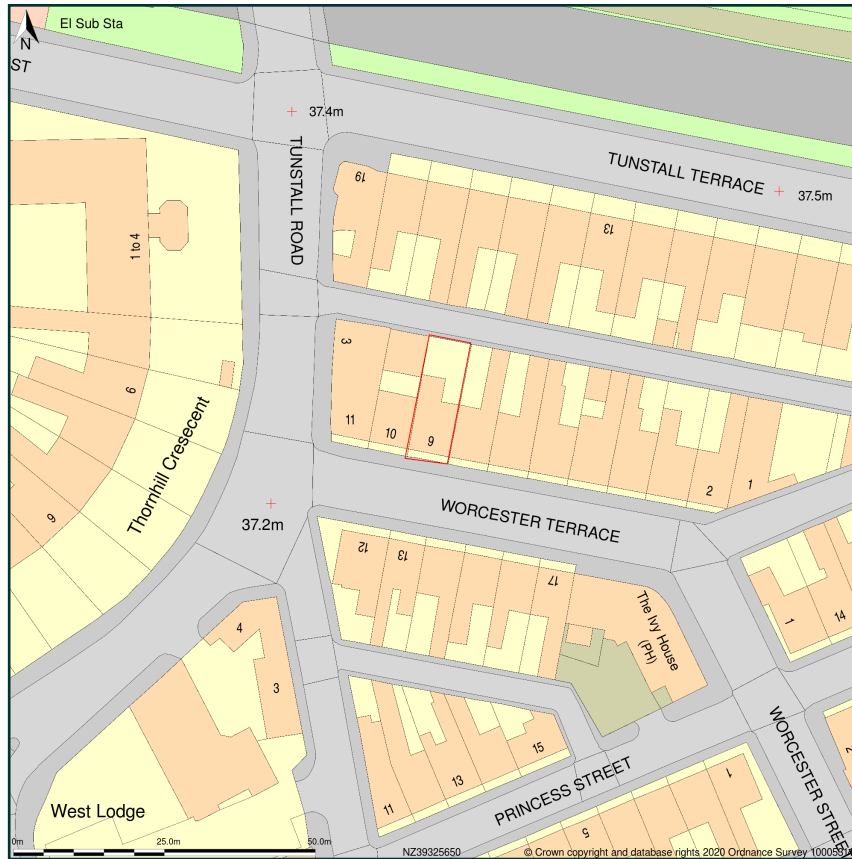 El Sub Sta
N
ST
37.4m
TUNSTALL ROAD
TUNSTALL TERRACE
37.5m
19
13
1 to 4
3
11
10
9
2
1
6
Thornhill Cresecent
9
37.2m
WORCESTER TERRACE
12
13
17
The Ivy House
(PH)
1
14
4
3
15
13
11
PRINCESS STREET
WORCESTER STREET
2
1
5
West Lodge
0m
25.0m
50.0m
NZ39325650
© Crown copyright and database rights 2020 Ordnance Survey